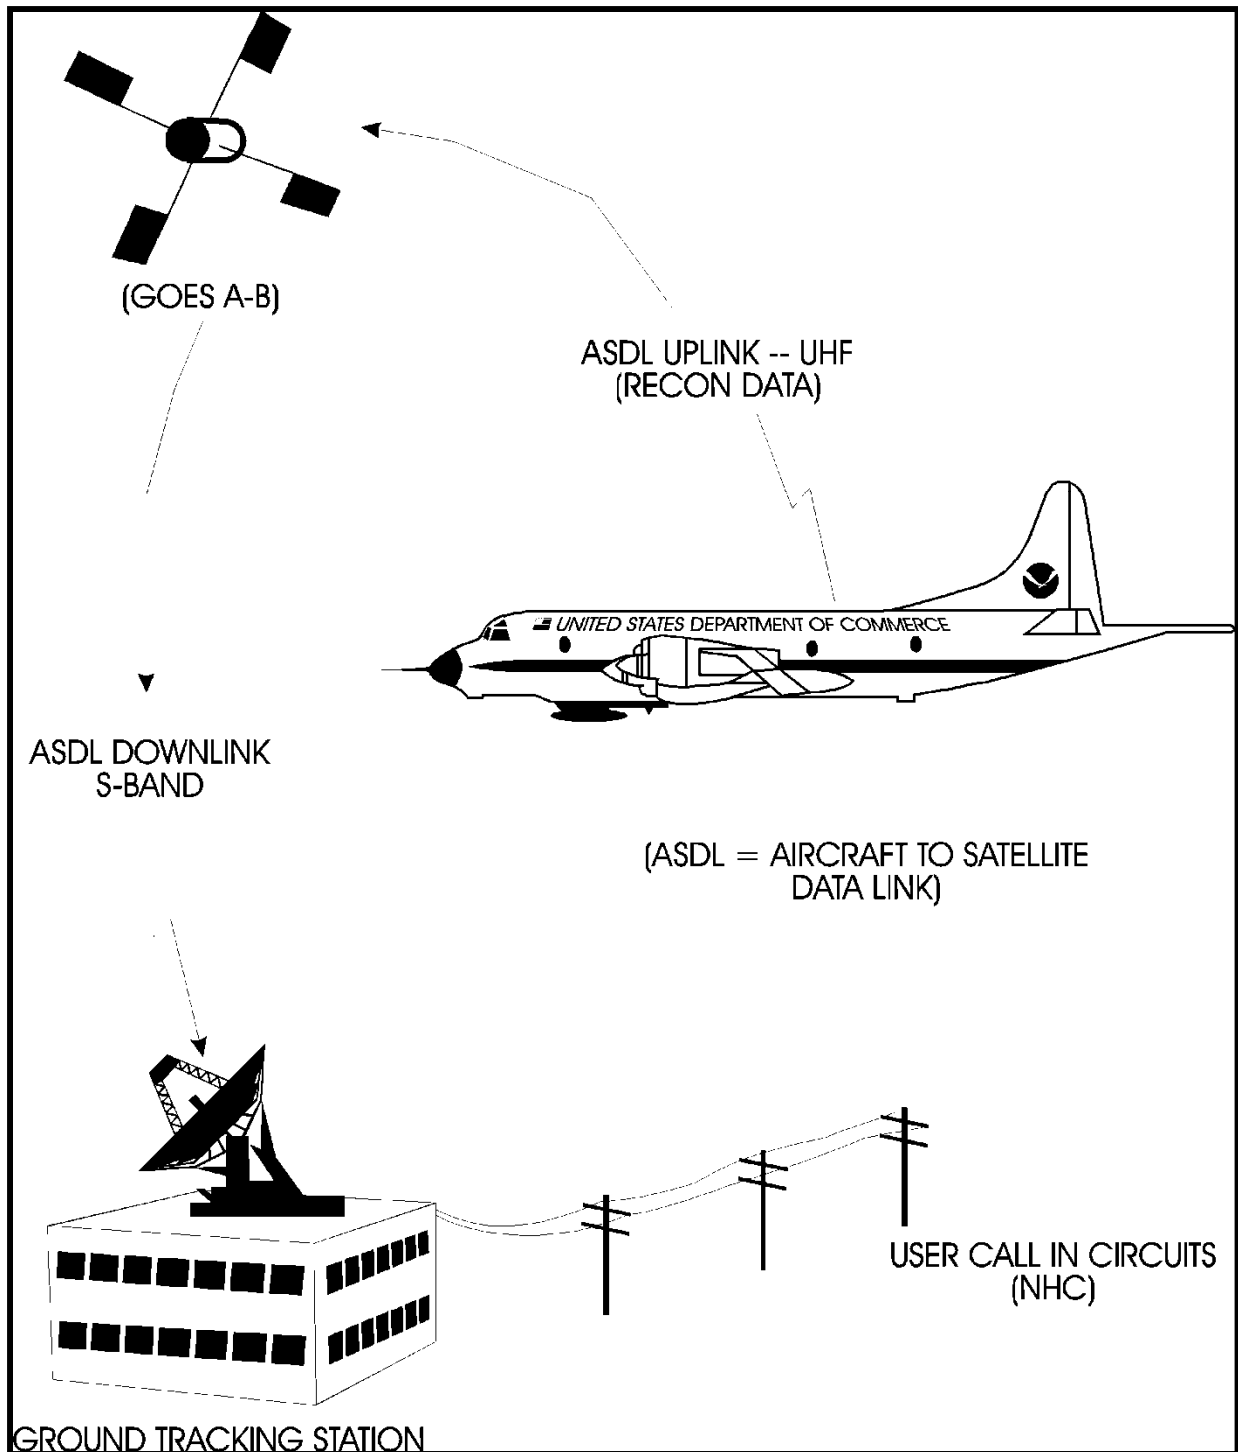 (GOES A-B)
ASDL UPLINK -- UHF
(RECON DATA)
UNITED STATES DEPARTMENT OF COMMERCE
ASDL DOWNLINK
S-BAND
(ASDL = AIRCRAFT TO SATELLITE
DATA LINK)
USER CALL IN CIRCUITS
(NHC)
GROUND TRACKING STATION